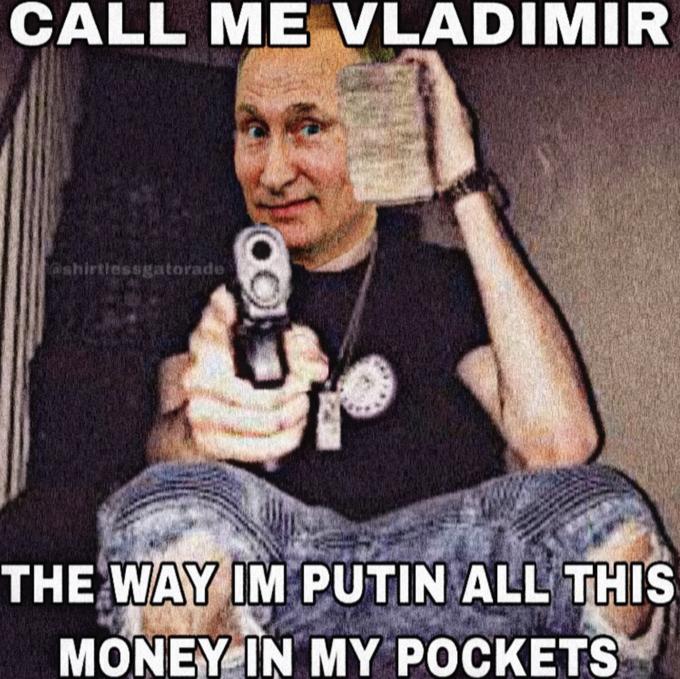 CALL ME VLADIMIR
@shirtlessgatorade
THE WAY IM PUTIN ALL THIS
MONEY IN MY POCKETS